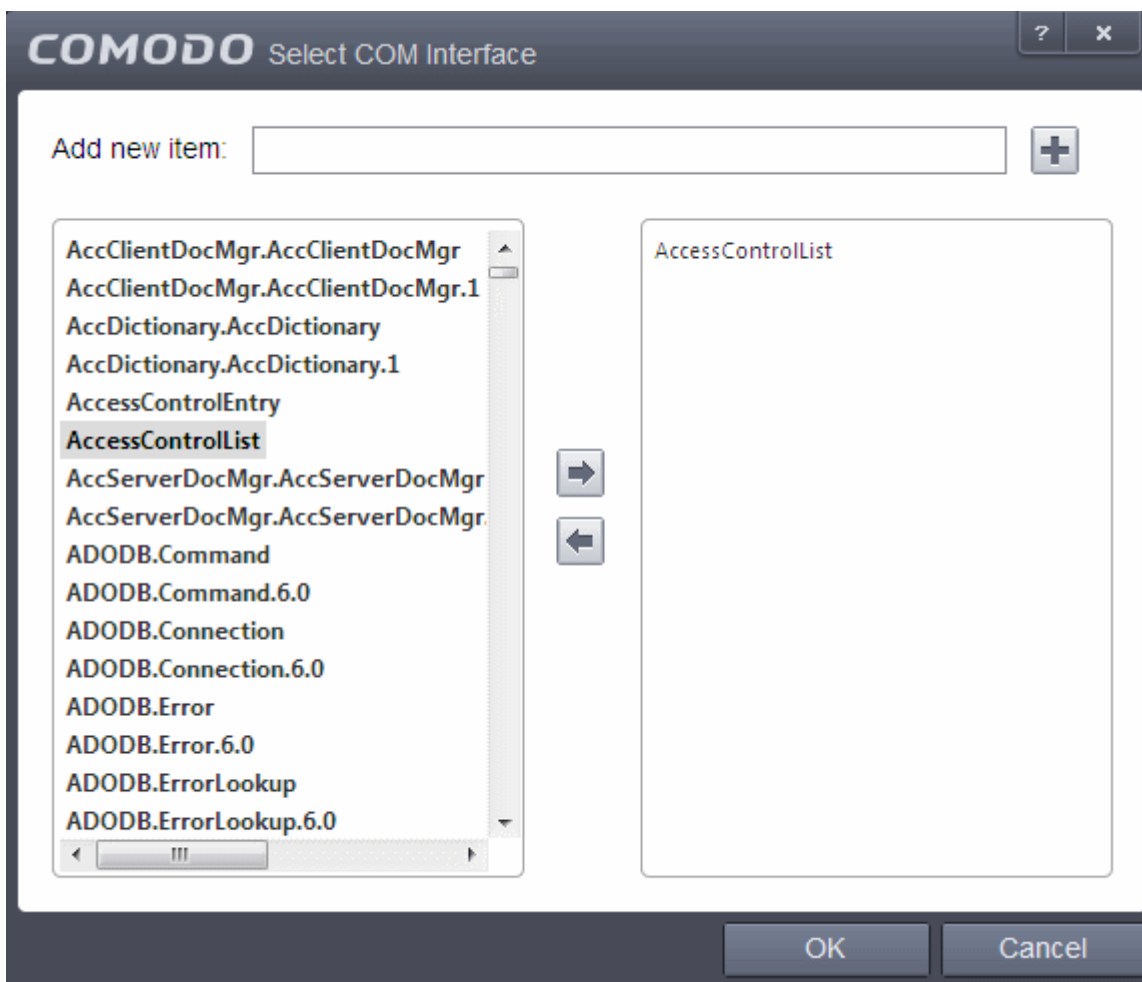 COMODO Select COM Interface
? x
Add new item:
AccClientDocMgr.AccClientDocMgr
AccClientDocMgr.AccClientDocMgr.1
AccDictionary.AccDictionary
AccDictionary.AccDictionary.1
AccessControlEntry
AccessControlList
AccServerDocMgr.AccServerDocMgr
AccServerDocMgr.AccServerDocMgr.
ADODB.Command
ADODB.Command.6.0
ADODB.Connection
ADODB.Connection.6.0
ADODB.Error
ADODB.Error.6.0
ADODB.ErrorLookup
ADODB.ErrorLookup.6.0
AccessControlList
OK
Cancel